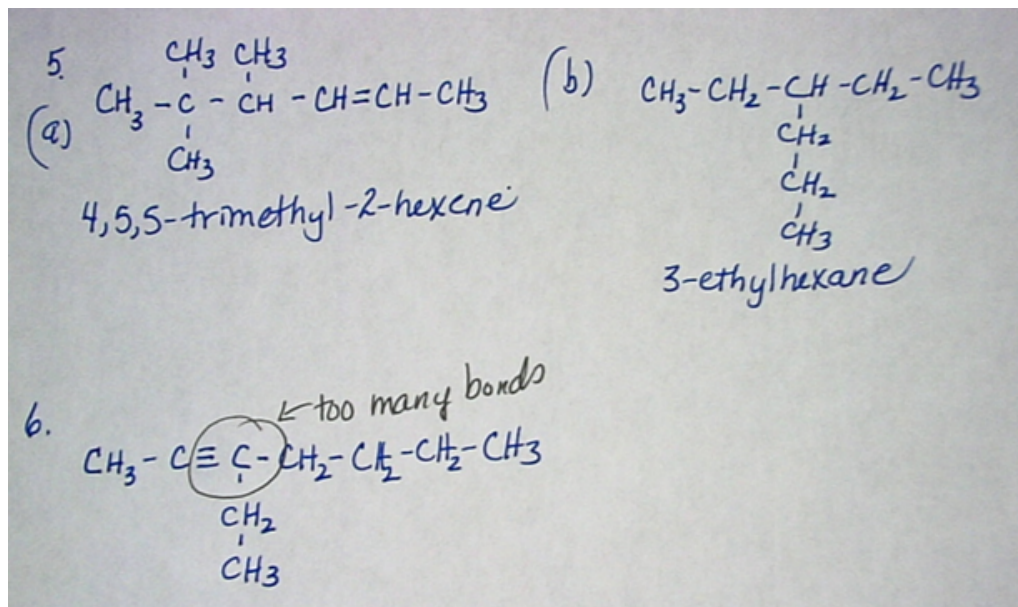 5.
(a)
CH3 CH3
CH3 - C - CH - CH=CH-CH3
CH3
4,5,5-trimethyl-2-hexene
(b)
CH3-CH2-CH-CH2-CH3
CH2
CH2
CH3
3-ethylhexane
6.
←too many bonds
CH3-C≡C-CH2-CH2-CH2-CH3
CH2
CH3